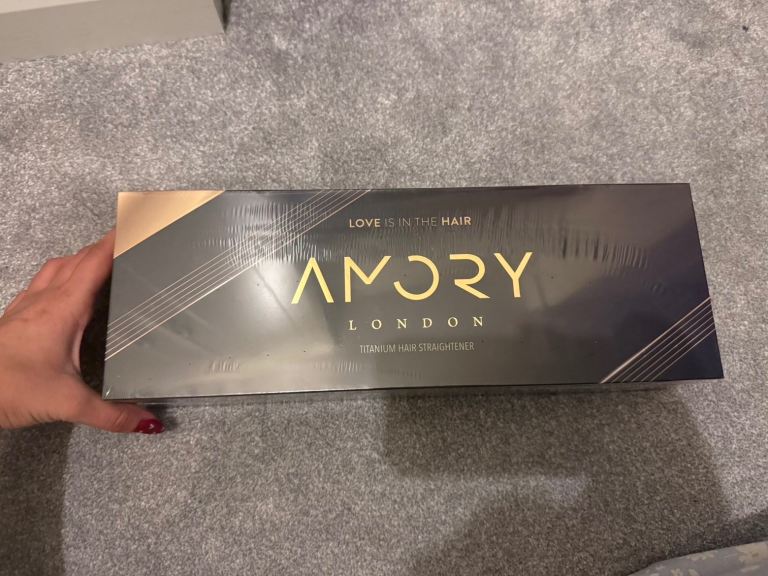 LOVE IS IN THE HAIR
AMORY
LONDON
TITANIUM HAIR STRAIGHTENER